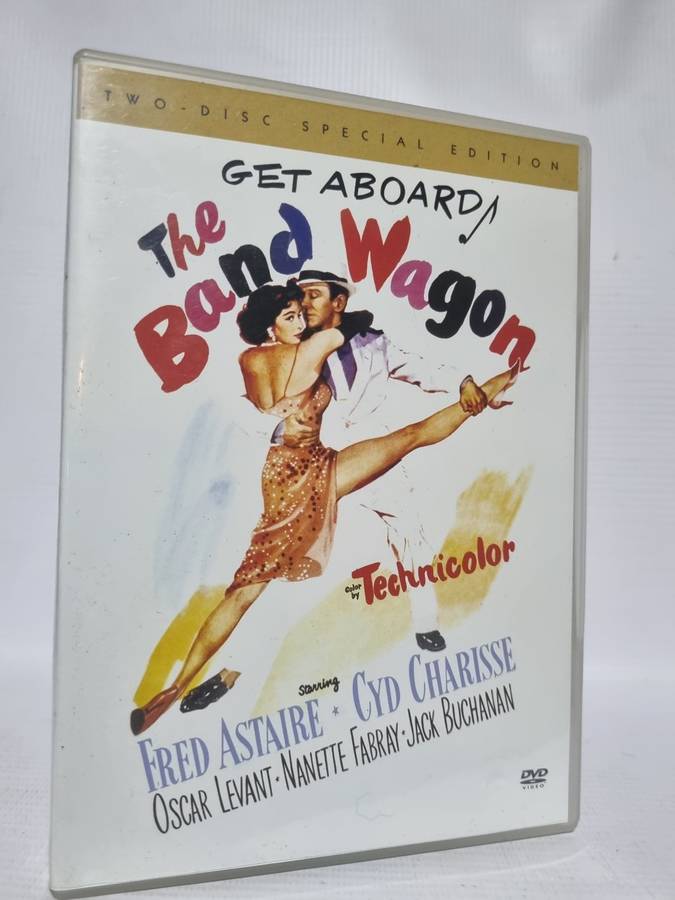 TWO-DISC SPECIAL EDITION
GET ABOARD
The
Band Wagon
Color by
Technicolor
Starring
FRED ASTAIRE * CYD CHARISSE
OSCAR LEVANT · NANETTE FABRAY · JACK BUCHANAN
DVD
VIDEO